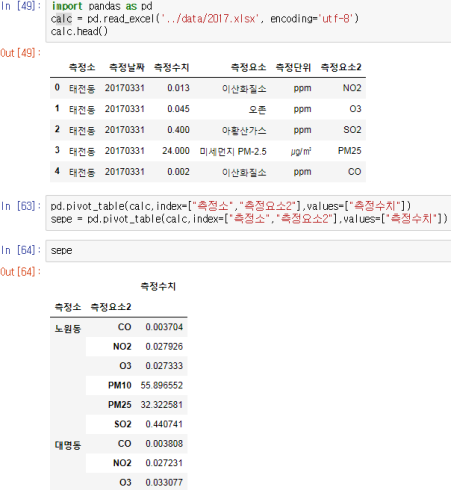 In [49]: import pandas as pd
calc = pd.read_excel('../data/2017.xlsx', encoding='utf-8')
calc.head()
Out[49]:
측정소 측정날짜 측정수치 측정요소 측정단위 측정요소2
0 태전동 20170331 0.013 이산화질소 ppm NO2
1 태전동 20170331 0.045 오존 ppm O3
2 태전동 20170331 0.400 아황산가스 ppm SO2
3 태전동 20170331 24.000 미세먼지 PM-2.5 ㎍/㎥ PM25
4 태전동 20170331 0.002 이산화질소 ppm CO
In [63]: pd.pivot_table(calc,index=["측정소","측정요소2"],values=["측정수치"])
sepe = pd.pivot_table(calc,index=["측정소","측정요소2"],values=["측정수치"])
In [64]: sepe
Out[64]:
측정수치
측정소 측정요소2
노원동 CO 0.003704
NO2 0.027926
O3 0.027333
PM10 55.896552
PM25 32.322581
SO2 0.440741
대명동 CO 0.003808
NO2 0.027231
O3 0.033077